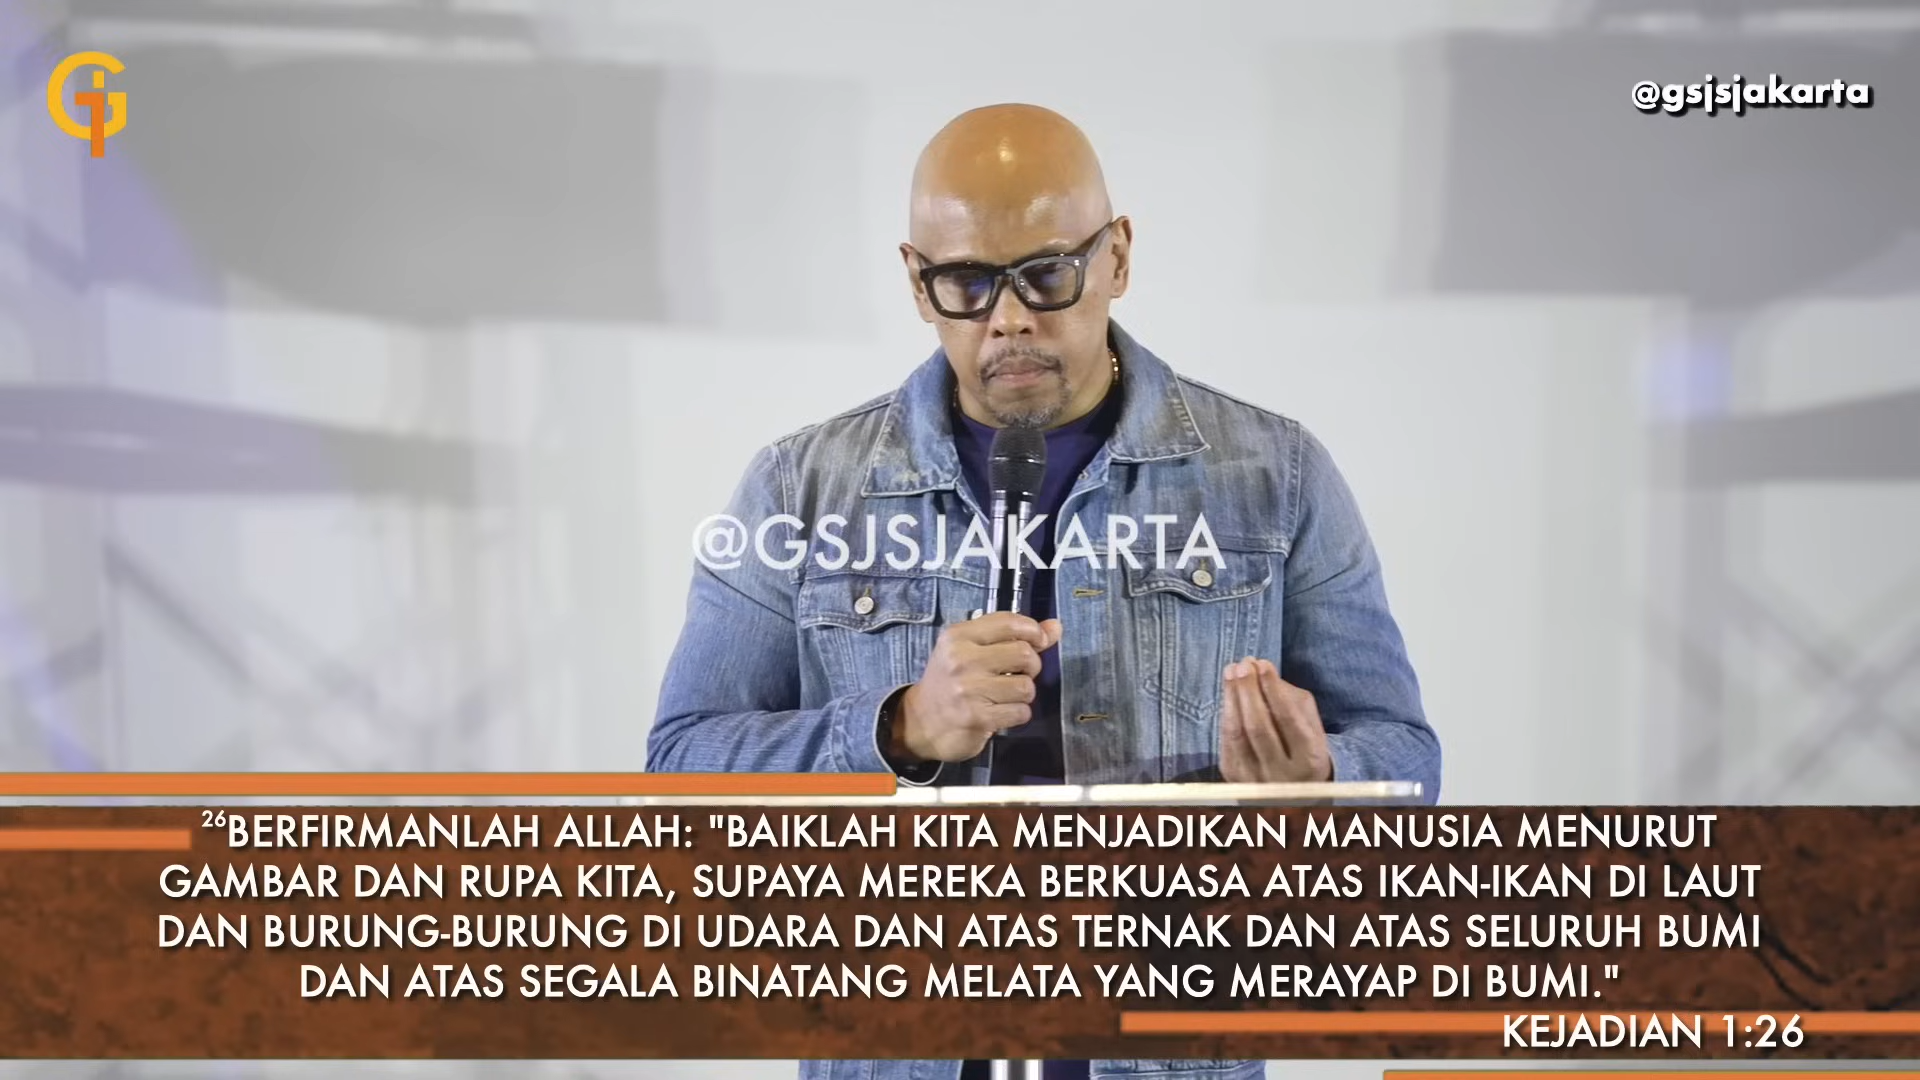 @gsjsjakarta
@GSJSJAKARTA
²⁶BERFIRMANLAH ALLAH: "BAIKLAH KITA MENJADIKAN MANUSIA MENURUT
GAMBAR DAN RUPA KITA, SUPAYA MEREKA BERKUASA ATAS IKAN-IKAN DI LAUT
DAN BURUNG-BURUNG DI UDARA DAN ATAS TERNAK DAN ATAS SELURUH BUMI
DAN ATAS SEGALA BINATANG MELATA YANG MERAYAP DI BUMI."
KEJADIAN 1:26